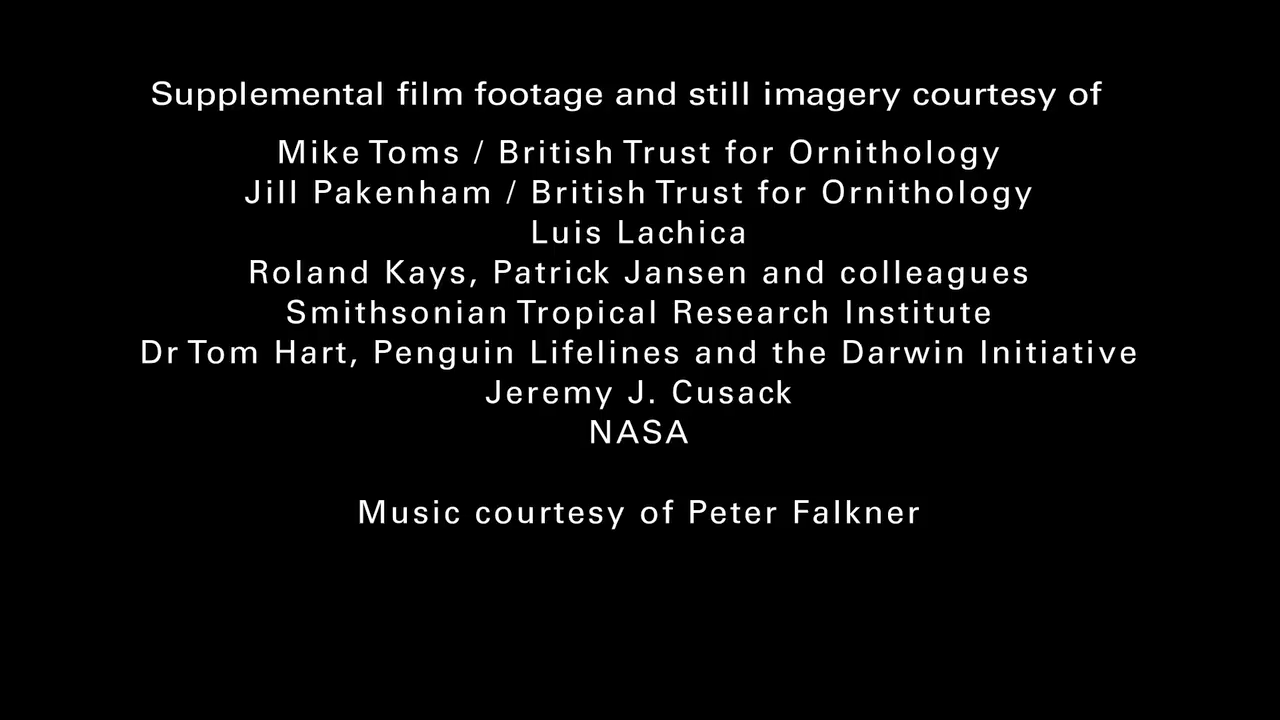 Supplemental film footage and still imagery courtesy of
Mike Toms / British Trust for Ornithology
Jill Pakenham / British Trust for Ornithology
Luis Lachica
Roland Kays, Patrick Jansen and colleagues
Smithsonian Tropical Research Institute
Dr Tom Hart, Penguin Lifelines and the Darwin Initiative
Jeremy J. Cusack
NASA
Music courtesy of Peter Falkner